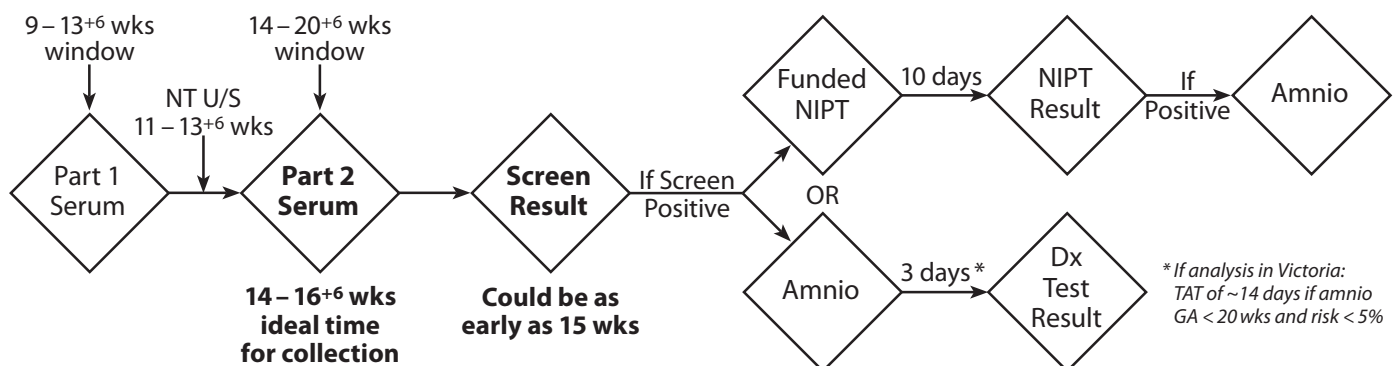 9 – 13+6 wks
window
NT U/S
11 – 13+6 wks
Part 1
Serum
14 – 20+6 wks
window
Part 2
Serum
14 – 16+6 wks
ideal time
for collection
Screen
Result
Could be as
early as 15 wks
If Screen
Positive
Funded
NIPT
10 days
NIPT
Result
If
Positive
Amnio
OR
Amnio
3 days*
Dx
Test
Result
* If analysis in Victoria:
TAT of ~14 days if amnio
GA < 20 wks and risk < 5%